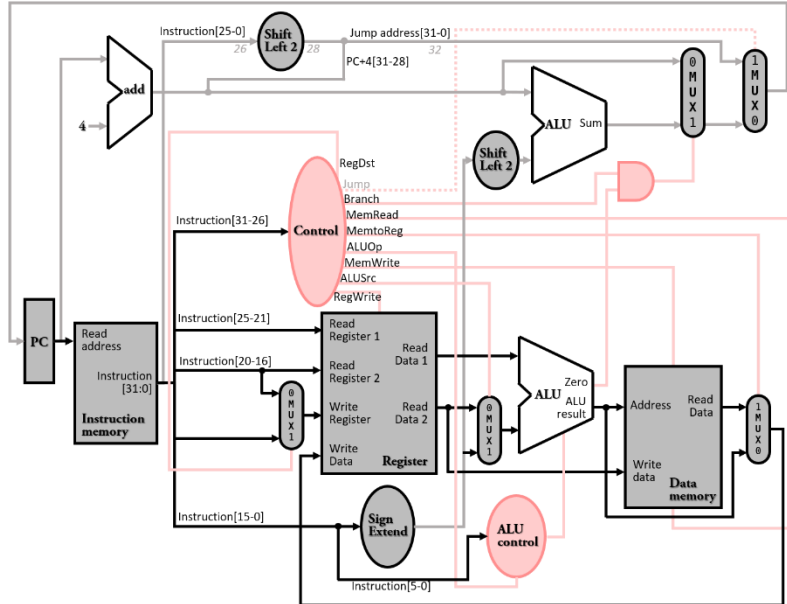 Instruction[25-0]
26
Shift
Left 2
28
Jump address[31-0]
32
PC+4[31-28]
add
4
ALU
Sum
0
M
U
X
1
1
M
U
X
0
Shift
Left 2
RegDst
Jump
Branch
MemRead
MemtoReg
ALUOp
MemWrite
ALUSrc
RegWrite
Control
Instruction[31-26]
Instruction[25-21]
Instruction[20-16]
PC
Read
address
Instruction
[31:0]
Instruction
memory
0
M
U
X
1
Read
Register 1
Read
Register 2
Write
Register
Write
Data
Read
Data 1
Read
Data 2
Register
0
M
U
X
1
ALU
Zero
ALU
result
Address
Read
Data
Write
data
Data
memory
1
M
U
X
0
Instruction[15-0]
Sign
Extend
ALU
control
Instruction[5-0]